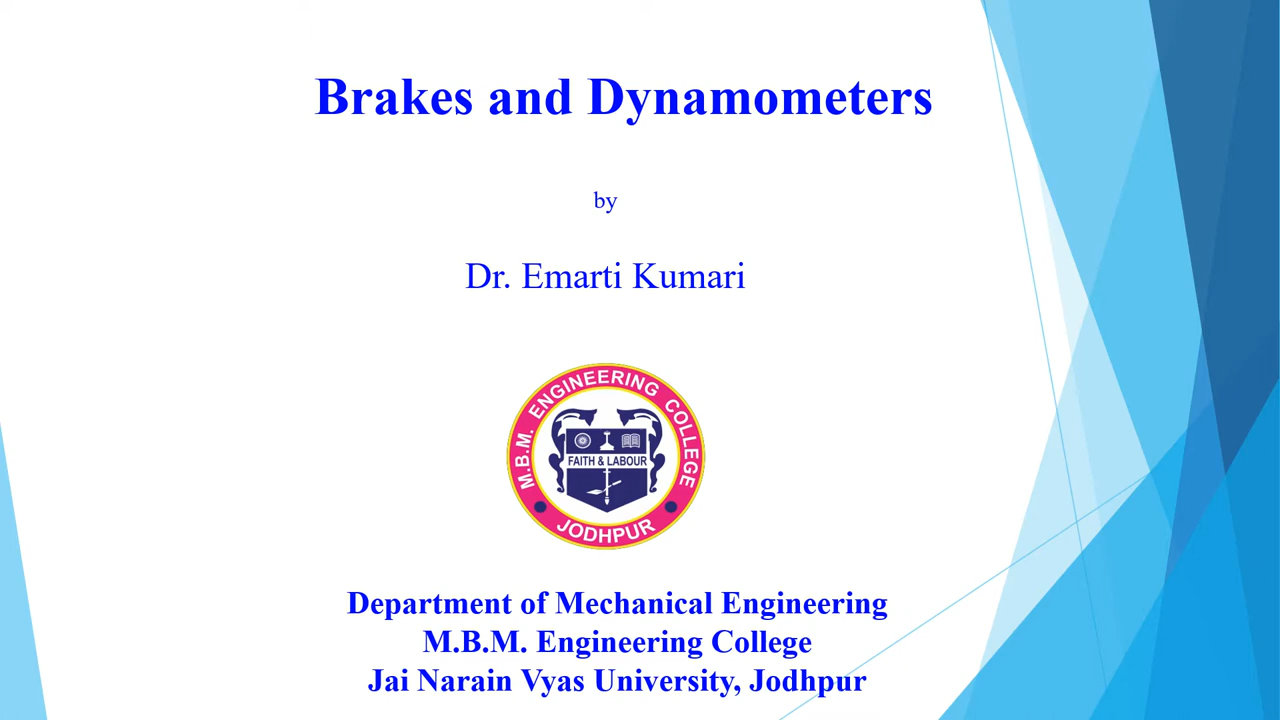 Brakes and Dynamometers
by
Dr. Emarti Kumari
M.B.M. ENGINEERING COLLEGE
FAITH & LABOUR
JODHPUR
Department of Mechanical Engineering
M.B.M. Engineering College
Jai Narain Vyas University, Jodhpur